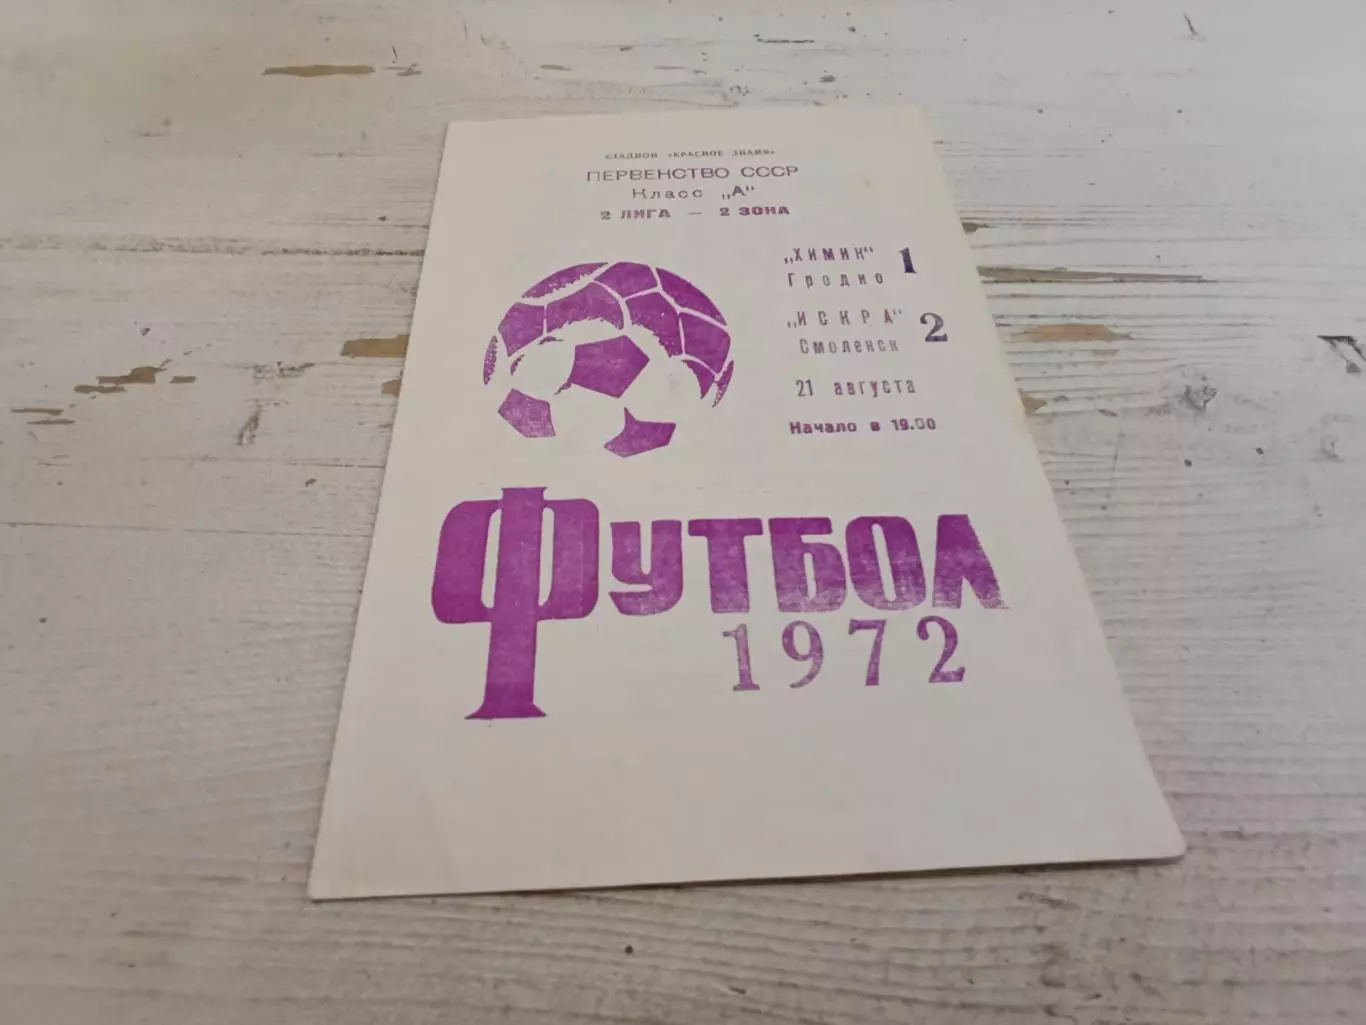 СТАДИОН «КРАСНОЕ ЗНАМЯ»
ПЕРВЕНСТВО СССР
Класс „А“
2 ЛИГА — 2 ЗОНА
„ХИМИК“ 1
Гродно
„ИСКРА“ 2
Смоленск
21 августа
Начало в 19.00
ФУТБОЛ
1972